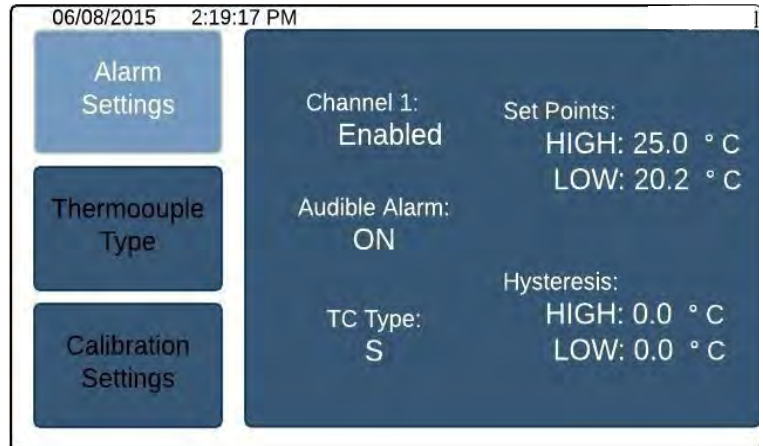 06/08/2015 2:19:17 PM
Alarm
Settings
Thermoouple
Type
Calibration
Settings
Channel 1:
Enabled
Audible Alarm:
ON
TC Type:
S
Set Points:
HIGH: 25.0 ° C
LOW: 20.2 ° C
Hysteresis:
HIGH: 0.0 ° C
LOW: 0.0 ° C